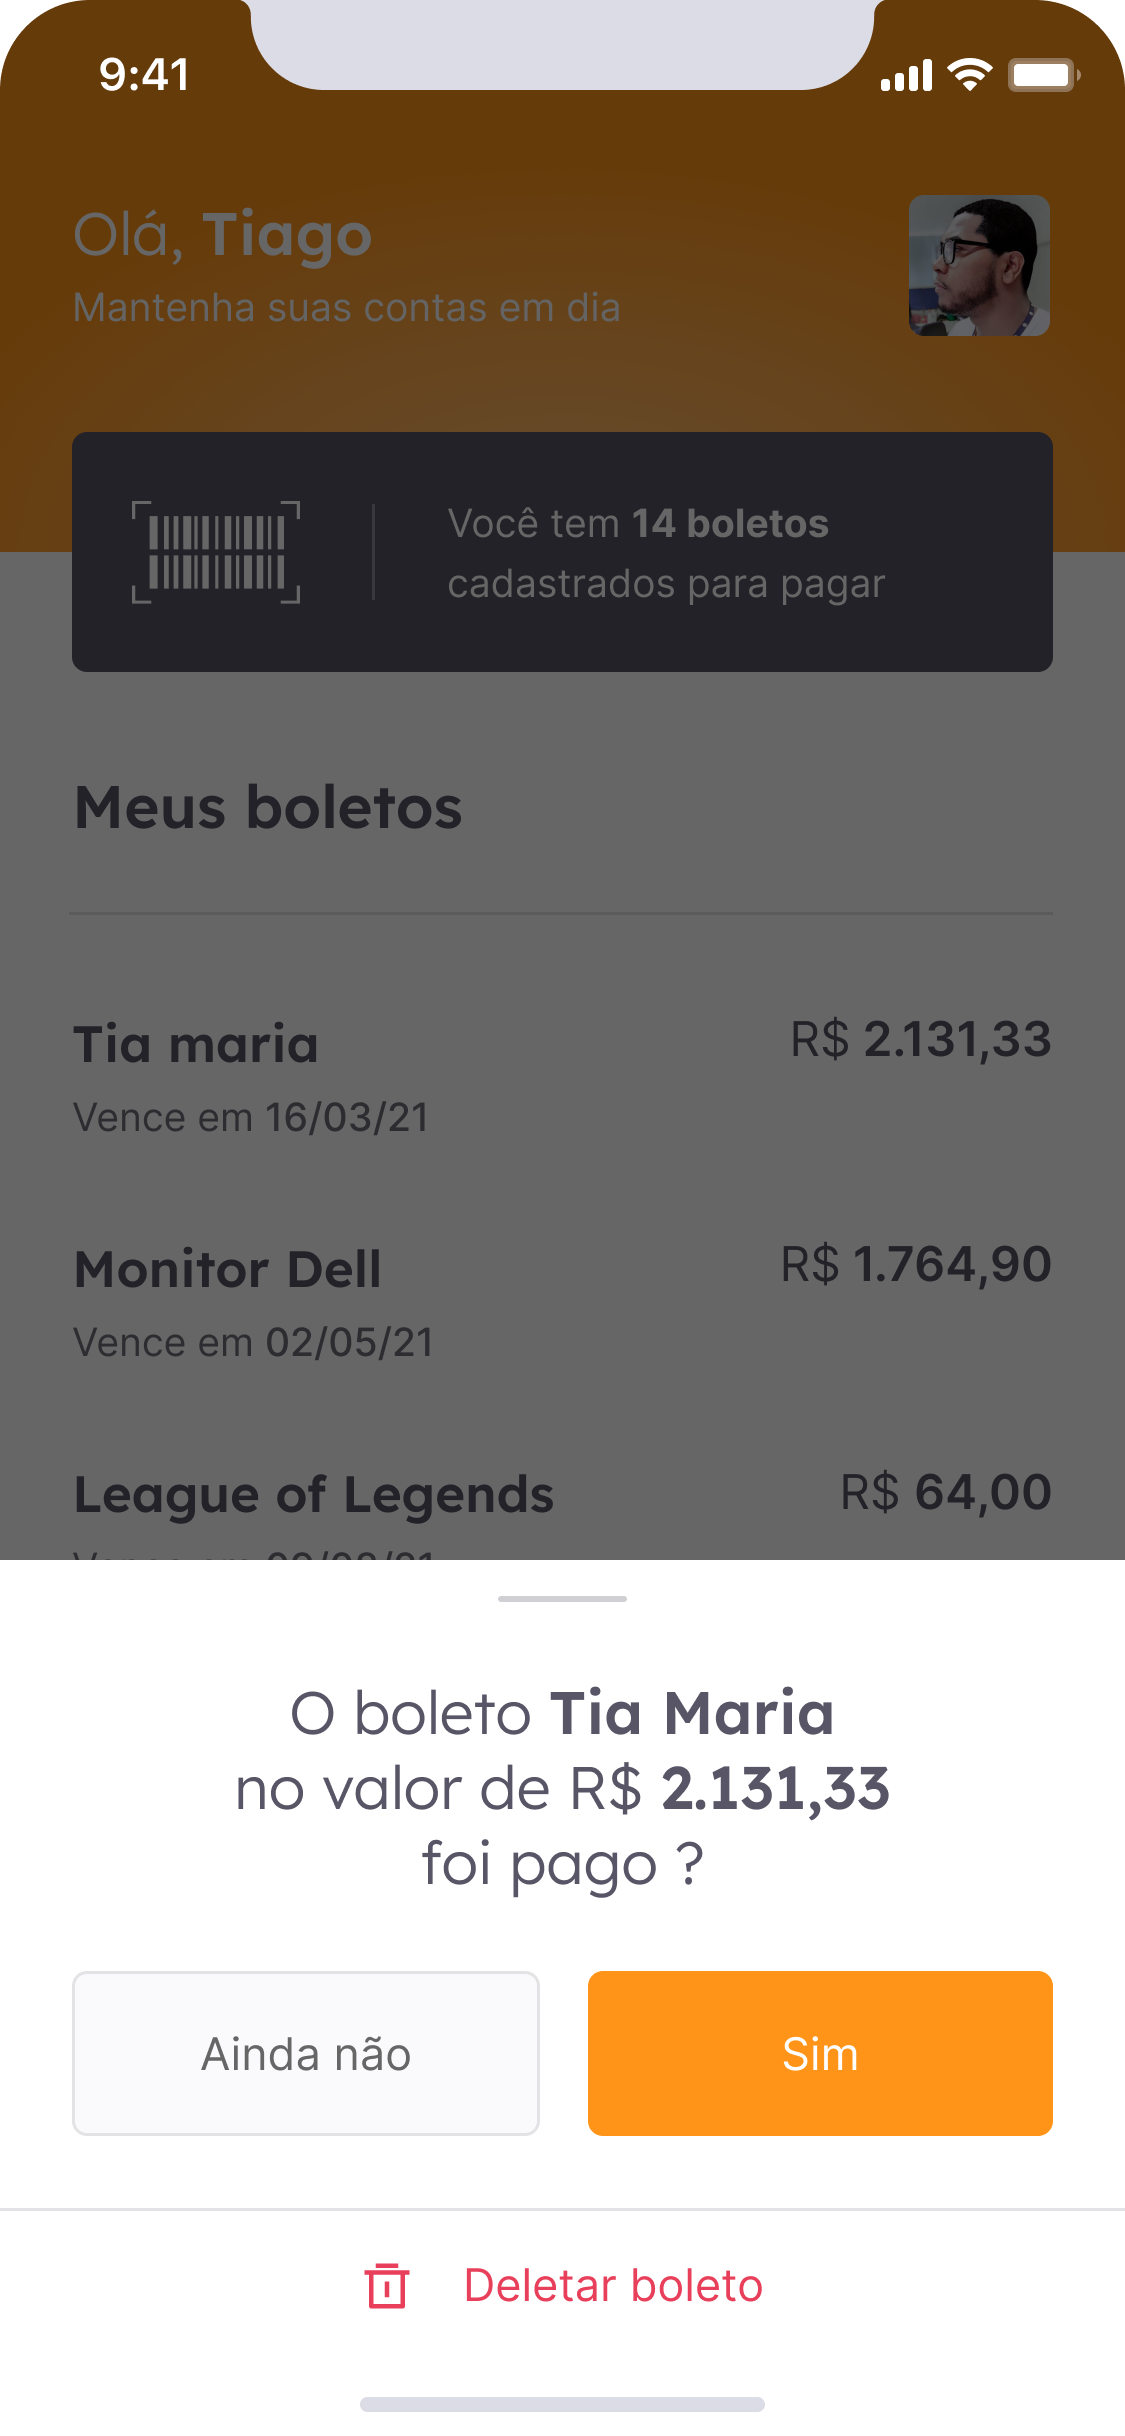 9:41
Olá, Tiago
Mantenha suas contas em dia
Você tem 14 boletos
cadastrados para pagar
Meus boletos
Tia maria
R$ 2.131,33
Vence em 16/03/21
Monitor Dell
R$ 1.764,90
Vence em 02/05/21
League of Legends
R$ 64,00
Vence em
O boleto Tia Maria
no valor de R$ 2.131,33
foi pago ?
Ainda não
Sim
Deletar boleto